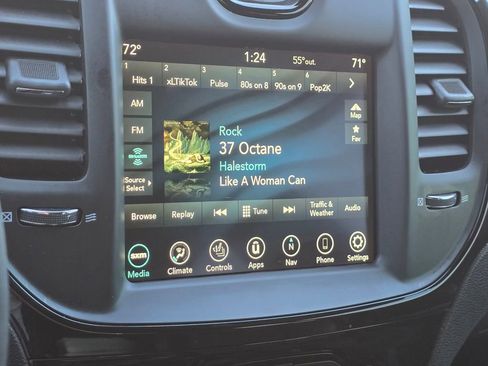 72°
1:24
55°out.
71°
1 2 3 4 5 6
Hits 1 xLTikTok Pulse 80s on 8 90s on 9 Pop2K
AM
Map
FM
Fav
Rock
37 Octane
Halestorm
Like A Woman Can
siriusxm
Source
Select
Browse Replay Tune Traffic & Weather Audio
sxm N
Media Climate Controls Apps Nav Phone Settings